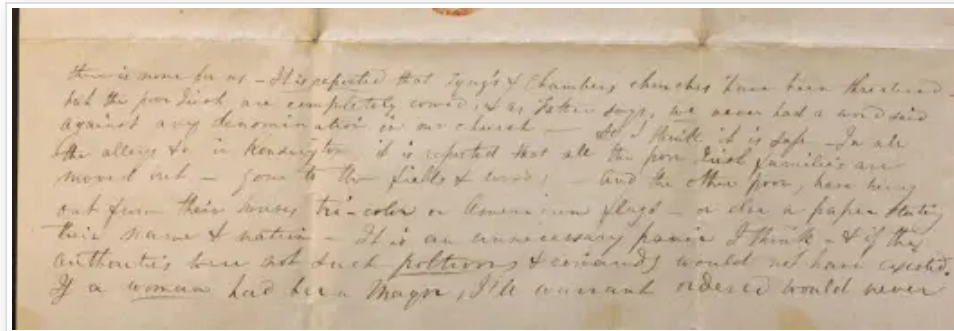 there is none for us - It is reported that Tyng's & Chambers churches have been threatened -
but the poor Irish are completely cowed, & as Father says, we never had a word said
against any denomination in our church - So I think it is safe - In all
the alleys &c in Kensington it is reported that all the poor Irish families are
moved out - gone to the fields & woods, - and the other poor, have hung
out from their houses tri-color or American flags - or else a paper stating
their name & nation - It is an unnecessary panic I think - & if the
authorities were not such poltroons & cowards would not have existed.
If a woman had been Mayor, I'll warrant ordered would never